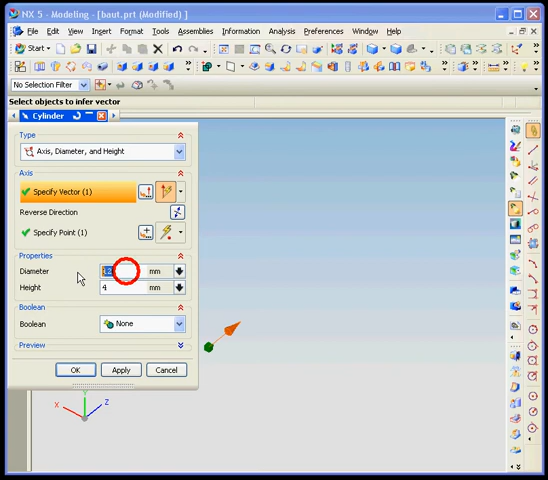 NX 5 - Modeling - [baut.prt (Modified) ]
File Edit View Insert Format Tools Assemblies Information Analysis Preferences Window Help
Start
No Selection Filter
Select objects to infer vector
Cylinder
Type
Axis, Diameter, and Height
Axis
Specify Vector (1)
Reverse Direction
Specify Point (1)
Properties
Diameter mm
Height 4 mm
Boolean
Boolean None
Preview
OK Apply Cancel
X Y Z